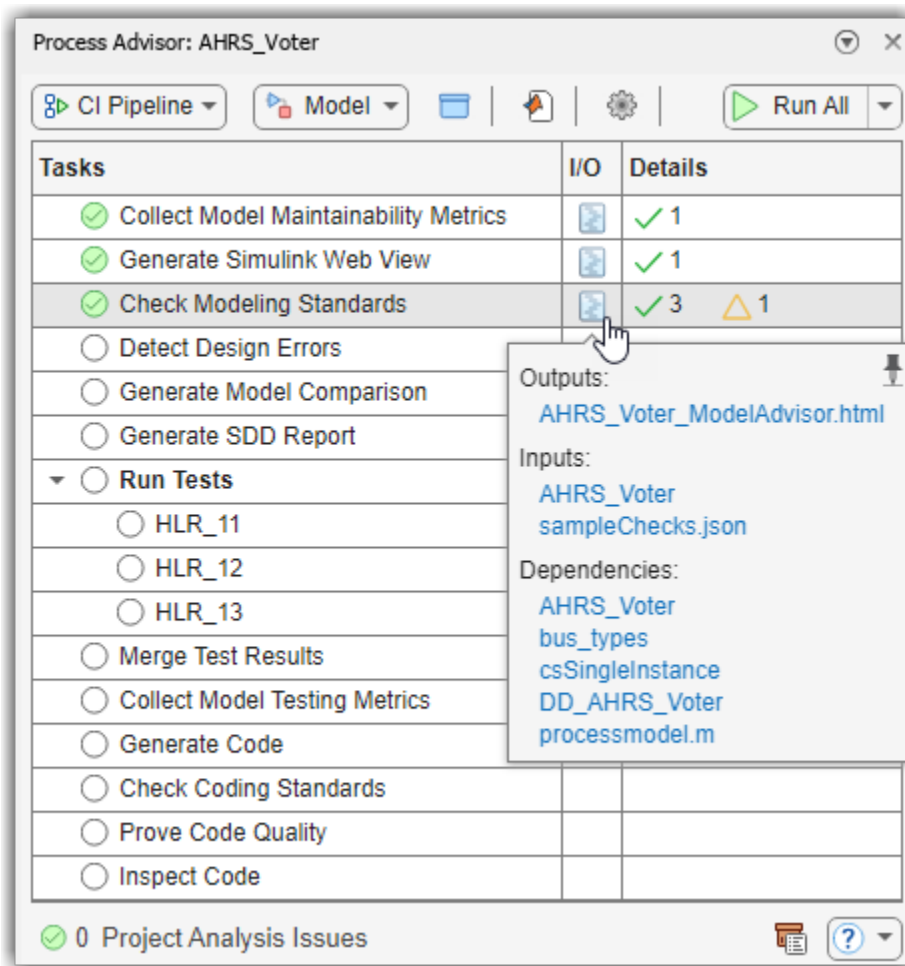 Process Advisor: AHRS_Voter
CI Pipeline Model Run All
Tasks I/O Details
Collect Model Maintainability Metrics 1
Generate Simulink Web View 1
Check Modeling Standards 3 1
Detect Design Errors
Generate Model Comparison
Generate SDD Report
Run Tests
HLR_11
HLR_12
HLR_13
Merge Test Results
Collect Model Testing Metrics
Generate Code
Check Coding Standards
Prove Code Quality
Inspect Code
Outputs:
AHRS_Voter_ModelAdvisor.html
Inputs:
AHRS_Voter
sampleChecks.json
Dependencies:
AHRS_Voter
bus_types
csSingleInstance
DD_AHRS_Voter
processmodel.m
0 Project Analysis Issues ?